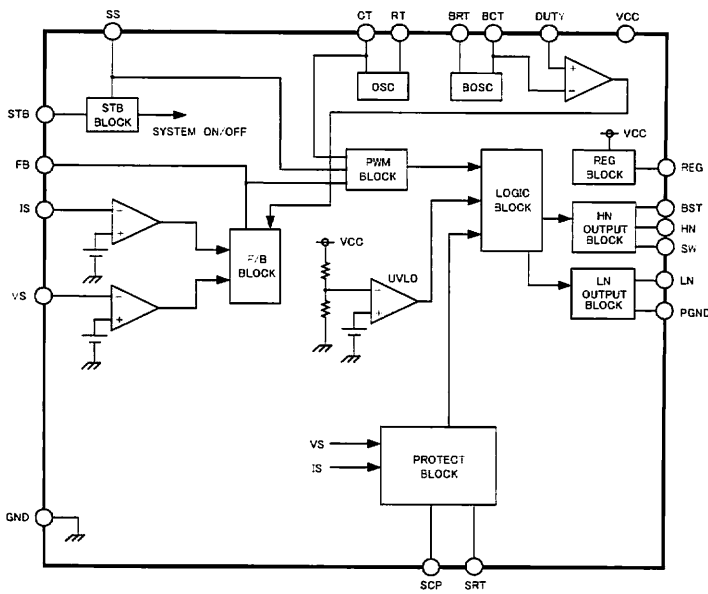 SS
CT
RT
BRT
BCT
DUTY
VCC
OSC
BOSC
STB
STB
BLOCK
SYSTEM ON/OFF
FB
PWM
BLOCK
VCC
REG
BLOCK
REG
IS
LOGIC
BLOCK
BST
HN
OUTPUT
BLOCK
HN
SW
F/B
BLOCK
VCC
UVLO
LN
OUTPUT
BLOCK
LN
PGND
VS
VS
IS
PROTECT
BLOCK
GND
SCP
SRT